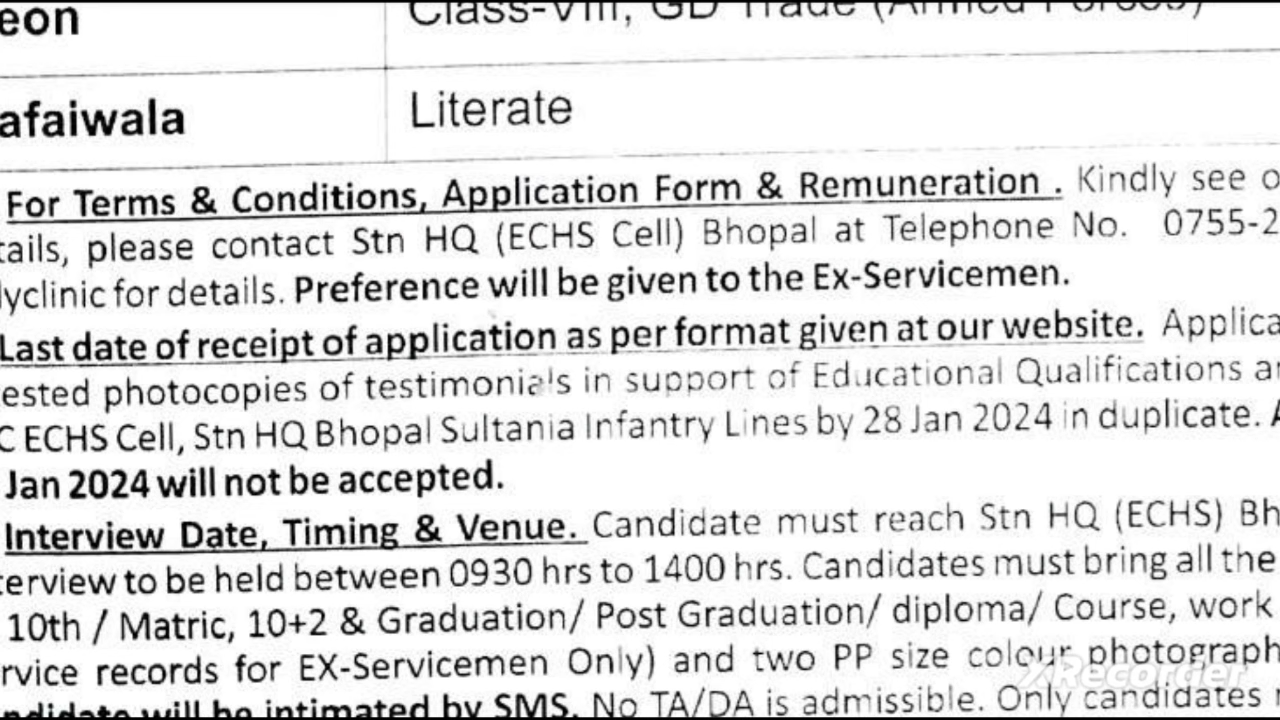 eon
Class-VIII, GD Trade (Armed Forces)
afaiwala
Literate
For Terms & Conditions, Application Form & Remuneration . Kindly see o
tails, please contact Stn HQ (ECHS Cell) Bhopal at Telephone No. 0755-2
lyclinic for details. Preference will be given to the Ex-Servicemen.
Last date of receipt of application as per format given at our website. Applica
ested photocopies of testimonials in support of Educational Qualifications an
C ECHS Cell, Stn HQ Bhopal Sultania Infantry Lines by 28 Jan 2024 in duplicate. A
Jan 2024 will not be accepted.
Interview Date, Timing & Venue. Candidate must reach Stn HQ (ECHS) Bh
terview to be held between 0930 hrs to 1400 hrs. Candidates must bring all the
10th / Matric, 10+2 & Graduation/ Post Graduation/ diploma/ Course, work
rvice records for EX-Servicemen Only) and two PP size colour photograph
ndidate will be intimated by SMS. No TA/DA is admissible. Only candidates
XRecorder